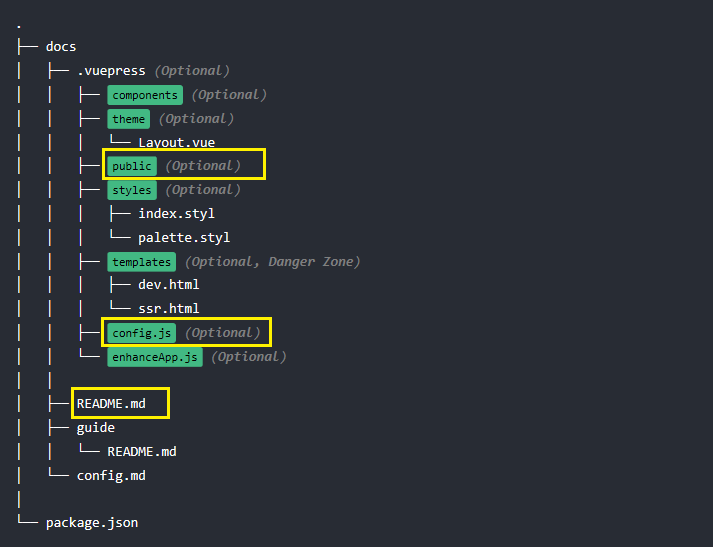 .
├── docs
│   ├── .vuepress (Optional)
│   │   ├── components (Optional)
│   │   ├── theme (Optional)
│   │   │   └── Layout.vue
│   │   ├── public (Optional)
│   │   ├── styles (Optional)
│   │   │   ├── index.styl
│   │   │   └── palette.styl
│   │   ├── templates (Optional, Danger Zone)
│   │   │   ├── dev.html
│   │   │   └── ssr.html
│   │   ├── config.js (Optional)
│   │   └── enhanceApp.js (Optional)
│   │
│   ├── README.md
│   ├── guide
│   │   └── README.md
│   └── config.md
│
└── package.json